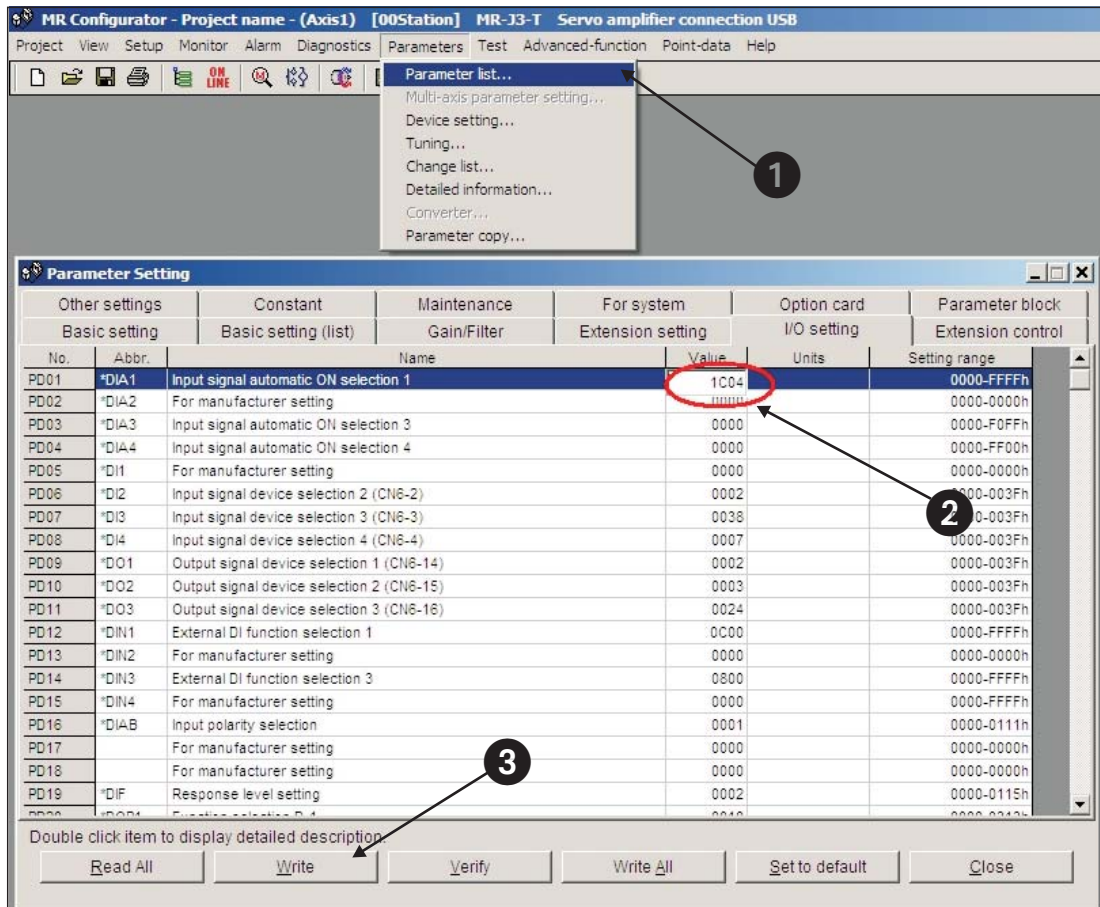 MR Configurator - Project name - (Axis1) [00Station] MR-J3-T Servo amplifier connection USB
Project View Setup Monitor Alarm Diagnostics Parameters Test Advanced-function Point-data Help
ON LINE
Parameter list...
Multi-axis parameter setting...
Device setting...
Tuning...
Change list...
Detailed information...
Converter...
Parameter copy...
1
Parameter Setting
Other settings Constant Maintenance For system Option card Parameter block
Basic setting Basic setting (list) Gain/Filter Extension setting I/O setting Extension control
No. Abbr. Name Value Units Setting range
PD01 *DIA1 Input signal automatic ON selection 1 1C04 0000-FFFFh
PD02 *DIA2 For manufacturer setting 0000 0000-0000h
PD03 *DIA3 Input signal automatic ON selection 3 0000 0000-F0FFh
PD04 *DIA4 Input signal automatic ON selection 4 0000 0000-FF00h
PD05 *DI1 For manufacturer setting 0000 0000-0000h
PD06 *DI2 Input signal device selection 2 (CN6-2) 0002 0000-003Fh
PD07 *DI3 Input signal device selection 3 (CN6-3) 0038 0000-003Fh
2
PD08 *DI4 Input signal device selection 4 (CN6-4) 0007 0000-003Fh
PD09 *DO1 Output signal device selection 1 (CN6-14) 0002 0000-003Fh
PD10 *DO2 Output signal device selection 2 (CN6-15) 0003 0000-003Fh
PD11 *DO3 Output signal device selection 3 (CN6-16) 0024 0000-003Fh
PD12 *DIN1 External DI function selection 1 0C00 0000-FFFFh
PD13 *DIN2 For manufacturer setting 0000 0000-0000h
PD14 *DIN3 External DI function selection 3 0800 0000-FFFFh
PD15 *DIN4 For manufacturer setting 0000 0000-FFFFh
PD16 *DIAB Input polarity selection 0001 0000-0111h
PD17 For manufacturer setting 0000 0000-0000h
3
PD18 For manufacturer setting 0000 0000-0000h
PD19 *DIF Response level setting 0002 0000-0115h
Double click item to display detailed description.
Read All Write Verify Write All Set to default Close